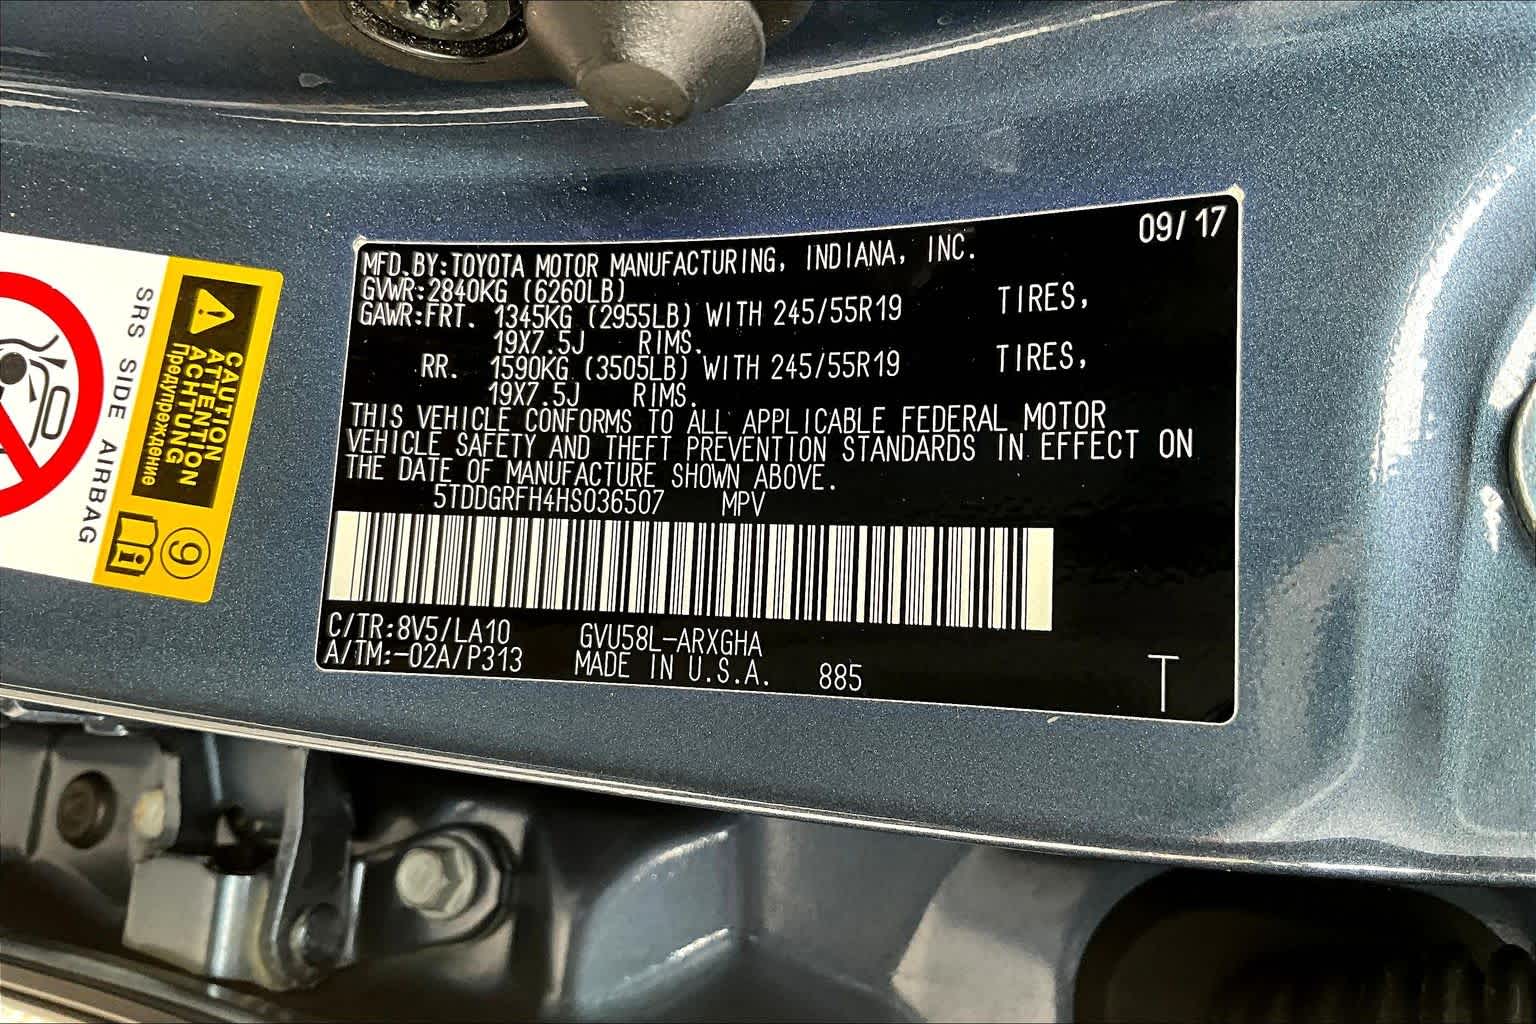 09/17
MFD.BY:TOYOTA MOTOR MANUFACTURING, INDIANA, INC.
GVWR:2840KG (6260LB)
GAWR:FRT. 1345KG (2955LB) WITH 245/55R19 TIRES,
19X7.5J RIMS.
RR. 1590KG (3505LB) WITH 245/55R19 TIRES,
19X7.5J RIMS.
THIS VEHICLE CONFORMS TO ALL APPLICABLE FEDERAL MOTOR
VEHICLE SAFETY AND THEFT PREVENTION STANDARDS IN EFFECT ON
THE DATE OF MANUFACTURE SHOWN ABOVE.
5TDDGRFH4HS036507 MPV
C/TR:8V5/LA10 GVU58L-ARXGHA
A/TM:-02A/P313 MADE IN U.S.A. 885 T
CAUTION
ATTENTION
ACHTUNG
Предупреждение
9
SRS SIDE AIRBAG